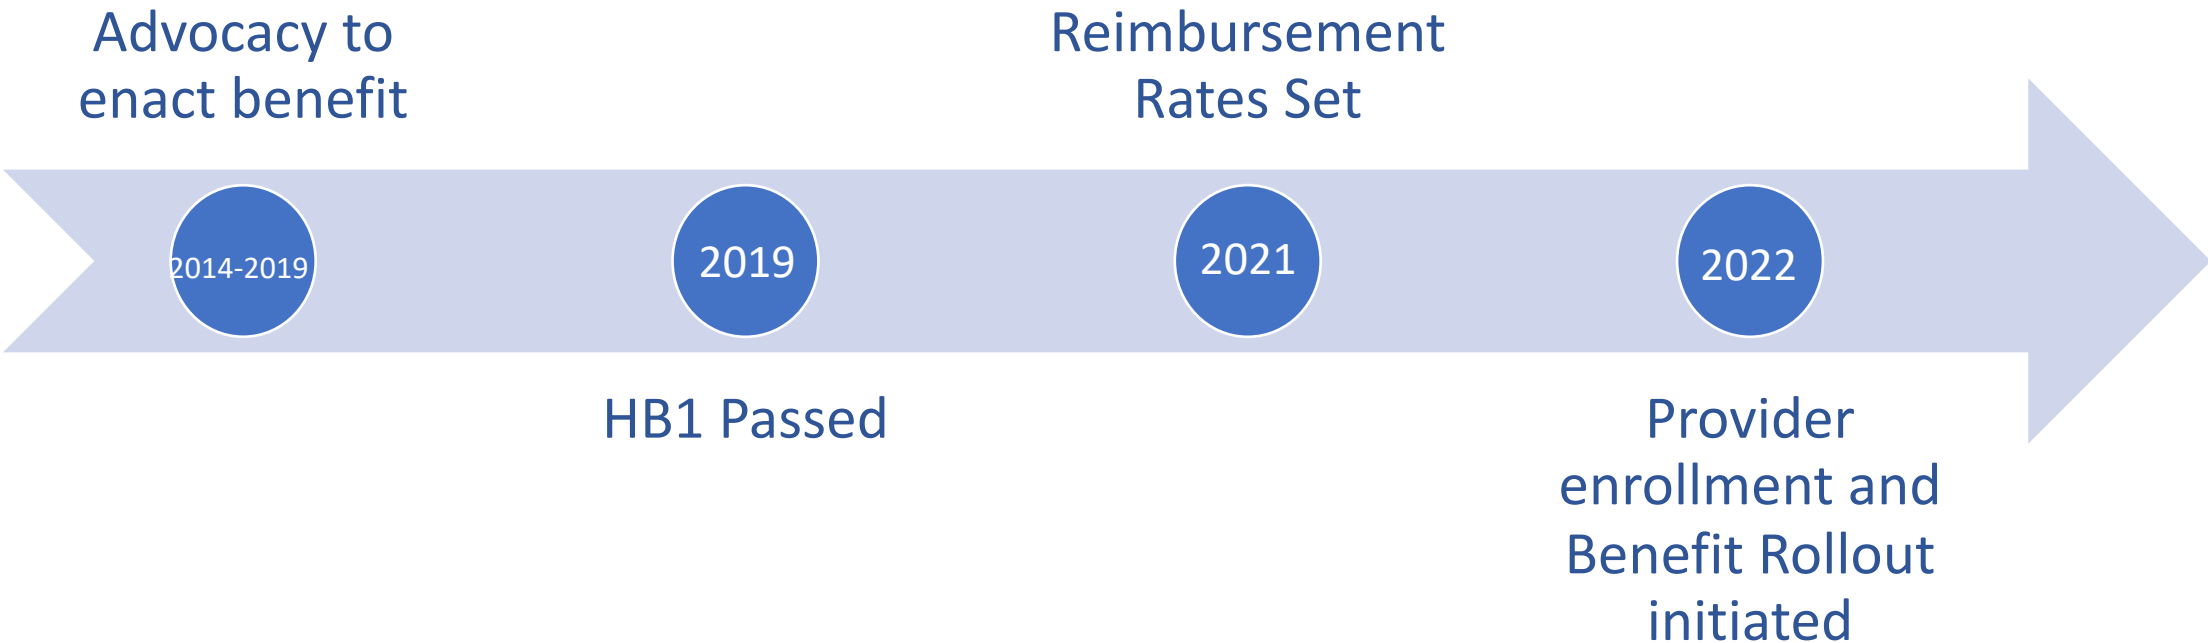 Advocacy to
enact benefit
Reimbursement
Rates Set
2014-2019
2019
2021
2022
HB1 Passed
Provider
enrollment and
Benefit Rollout
initiated